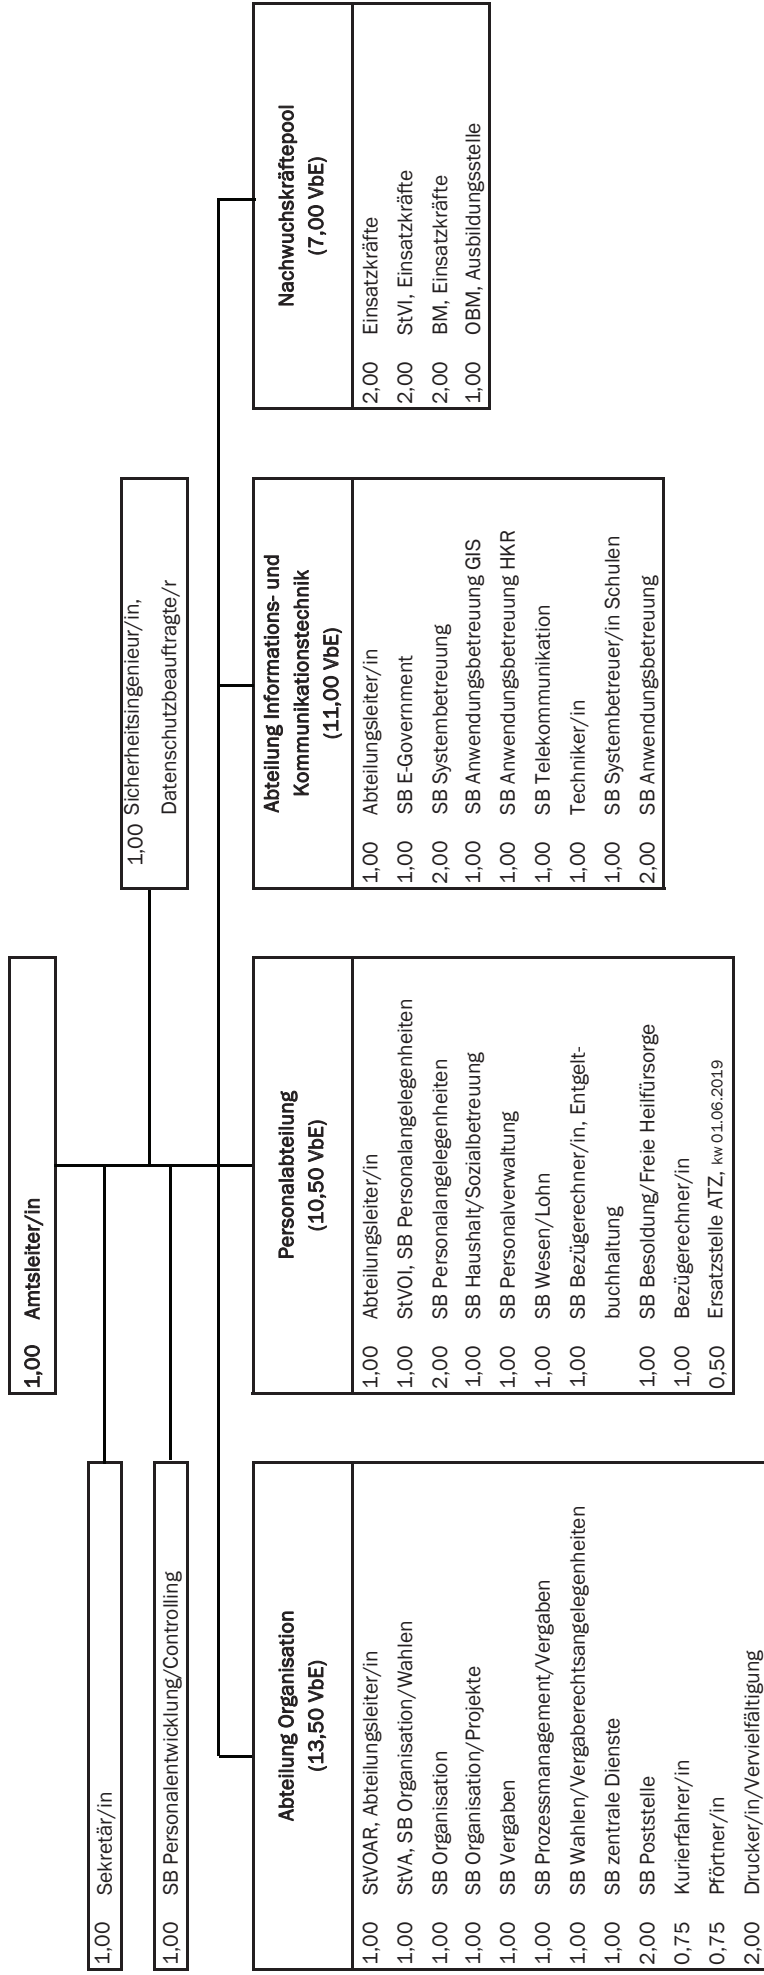 1,00 Amtsleiter/in
1,00 Sekretär/in
1,00 SB Personalentwicklung/Controlling
1,00 Sicherheitsingenieur/in,
Datenschutzbeauftragte/r
Abteilung Organisation
(13,50 VbE)
1,00 StVOAR, Abteilungsleiter/in
1,00 StVA, SB Organisation/Wahlen
1,00 SB Organisation
1,00 SB Organisation/Projekte
1,00 SB Vergaben
1,00 SB Prozessmanagement/Vergaben
1,00 SB Wahlen/Vergaberechtsangelegenheiten
1,00 SB zentrale Dienste
2,00 SB Poststelle
0,75 Kurierfahrer/in
0,75 Pförtner/in
2,00 Drucker/in/Vervielfältigung
Personalabteilung
(10,50 VbE)
1,00 Abteilungsleiter/in
1,00 StVOI, SB Personalangelegenheiten
2,00 SB Personalangelegenheiten
1,00 SB Haushalt/Sozialbetreuung
1,00 SB Personalverwaltung
1,00 SB Wesen/Lohn
1,00 SB Bezügerechner/in, Entgelt-
buchhaltung
1,00 SB Besoldung/Freie Heilfürsorge
1,00 Bezügerechner/in
0,50 Ersatzstelle ATZ, kw 01.06.2019
Abteilung Informations- und
Kommunikationstechnik
(11,00 VbE)
1,00 Abteilungsleiter/in
1,00 SB E-Government
2,00 SB Systembetreuung
1,00 SB Anwendungsbetreuung GIS
1,00 SB Anwendungsbetreuung HKR
1,00 SB Telekommunikation
1,00 Techniker/in
1,00 SB Systembetreuer/in Schulen
2,00 SB Anwendungsbetreuung
Nachwuchskräftepool
(7,00 VbE)
2,00 Einsatzkräfte
2,00 StVI, Einsatzkräfte
2,00 BM, Einsatzkräfte
1,00 OBM, Ausbildungsstelle